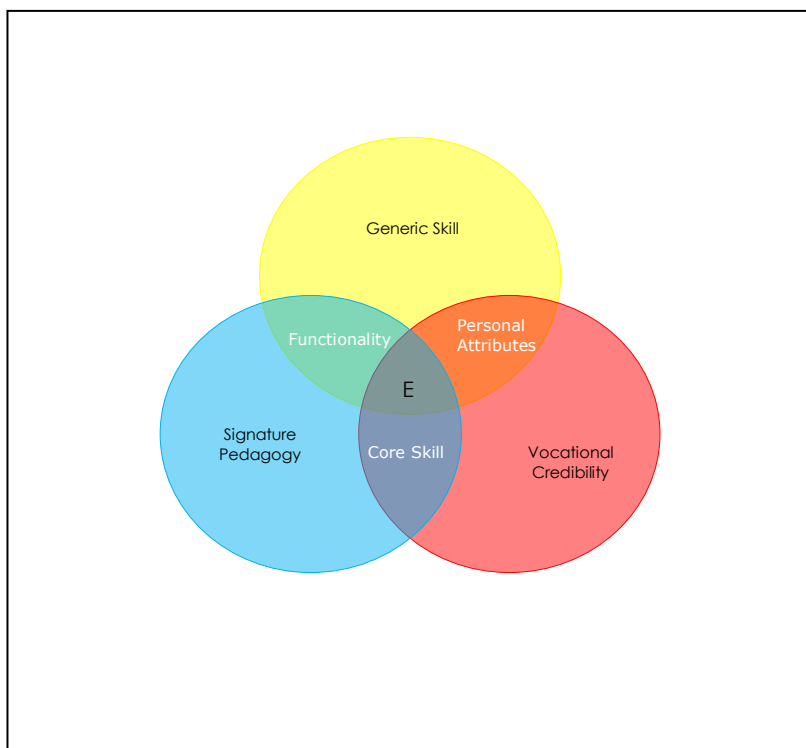 Generic Skill
Functionality
Personal
Attributes
E
Signature
Pedagogy
Core Skill
Vocational
Credibility